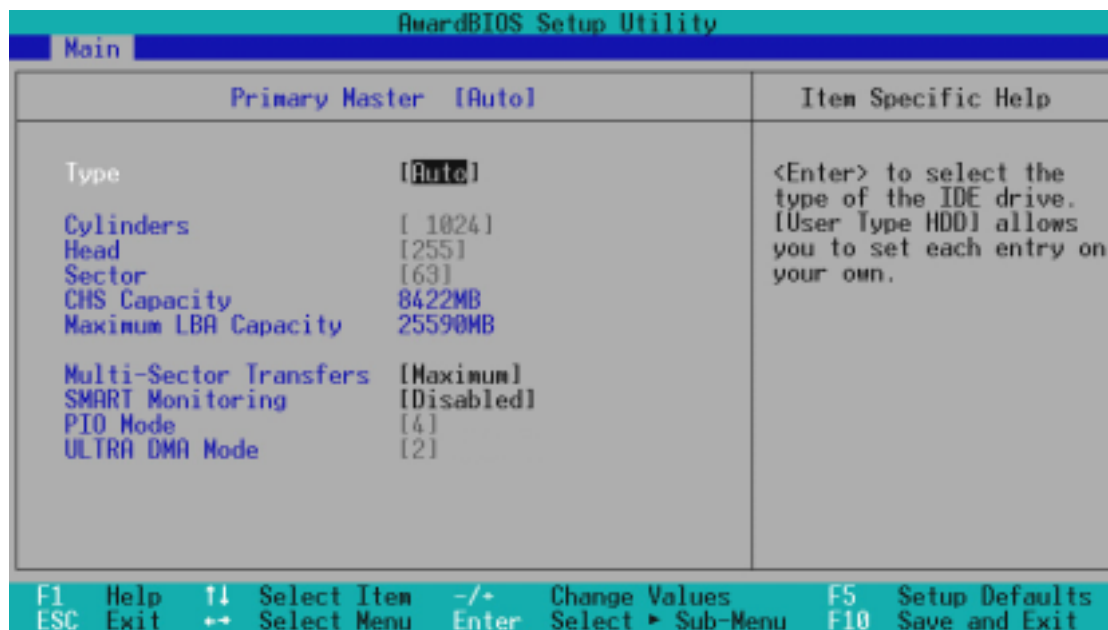 AwardBIOS Setup Utility
Main
Primary Master [Auto]
Item Specific Help
Type [Auto]
Cylinders [ 1024]
Head [255]
Sector [63]
CHS Capacity 8422MB
Maximum LBA Capacity 25590MB
Multi-Sector Transfers [Maximum]
SMART Monitoring [Disabled]
PIO Mode [4]
ULTRA DMA Mode [2]
<Enter> to select the
type of the IDE drive.
[User Type HDD] allows
you to set each entry on
your own.
F1 Help ↑↓ Select Item -/+ Change Values F5 Setup Defaults
ESC Exit ←→ Select Menu Enter Select ► Sub-Menu F10 Save and Exit